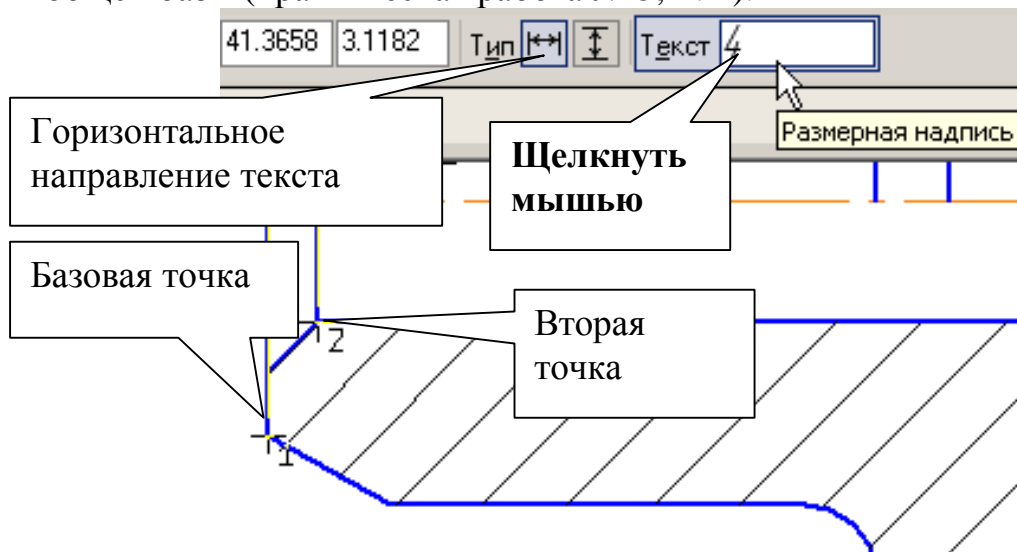 41.3658 3.1182 Тип Текст 4
Размерная надпись
Горизонтальное
направление текста
Щелкнуть
мышью
Базовая точка
Вторая
точка
2
1